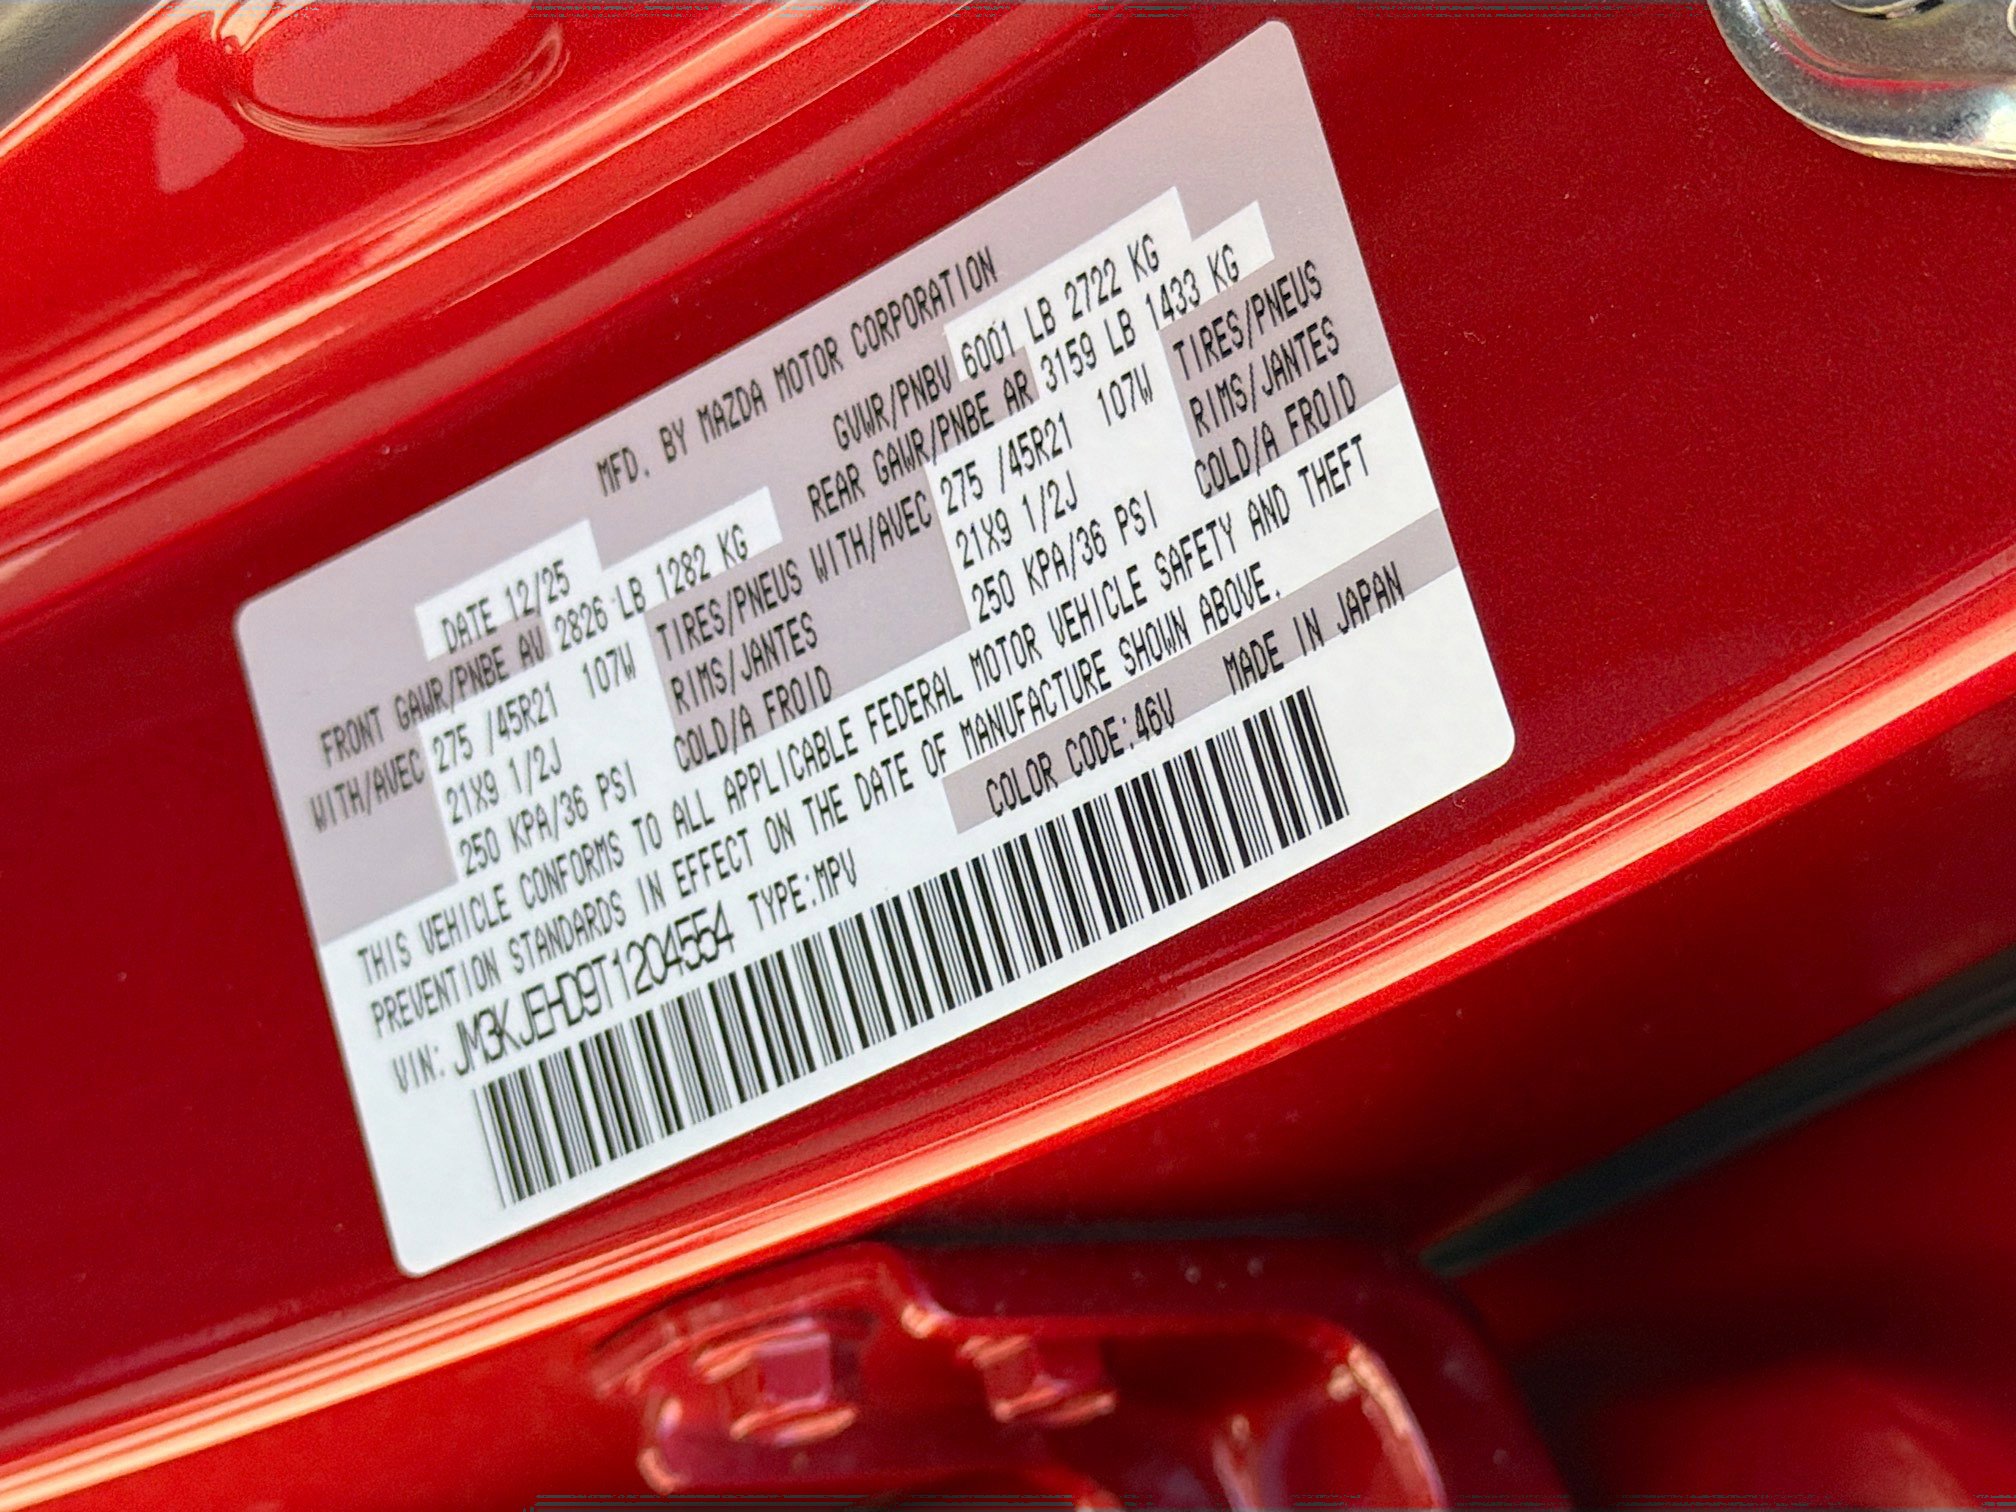 MFD. BY MAZDA MOTOR CORPORATION
DATE 12/25 GVWR/PNBV 6001 LB 2722 KG
FRONT GAWR/PNBE AV 2826 LB 1282 KG REAR GAWR/PNBE AR 3159 LB 1433 KG
WITH/AVEC 275 /45R21 107W TIRES/PNEUS WITH/AVEC 275 /45R21 107W TIRES/PNEUS
21X9 1/2J RIMS/JANTES 21X9 1/2J RIMS/JANTES
250 KPA/36 PSI COLD/A FROID 250 KPA/36 PSI COLD/A FROID
THIS VEHICLE CONFORMS TO ALL APPLICABLE FEDERAL MOTOR VEHICLE SAFETY AND THEFT
PREVENTION STANDARDS IN EFFECT ON THE DATE OF MANUFACTURE SHOWN ABOVE.
VIN: JM3KJEHD9T1204554 TYPE:MPV COLOR CODE:46V MADE IN JAPAN